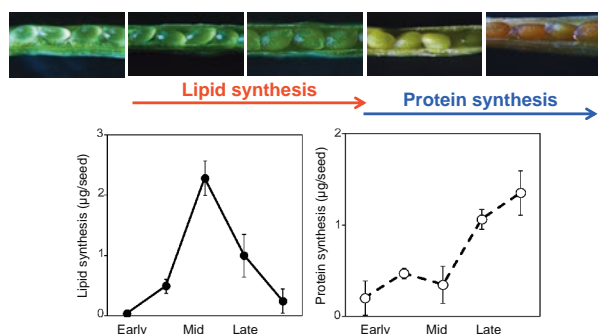 Lipid synthesis
Protein synthesis
Lipid synthesis (µg/seed)
3
2
1
0
Early Mid Late
Protein synthesis (µg/seed)
2
1
0
Early Mid Late